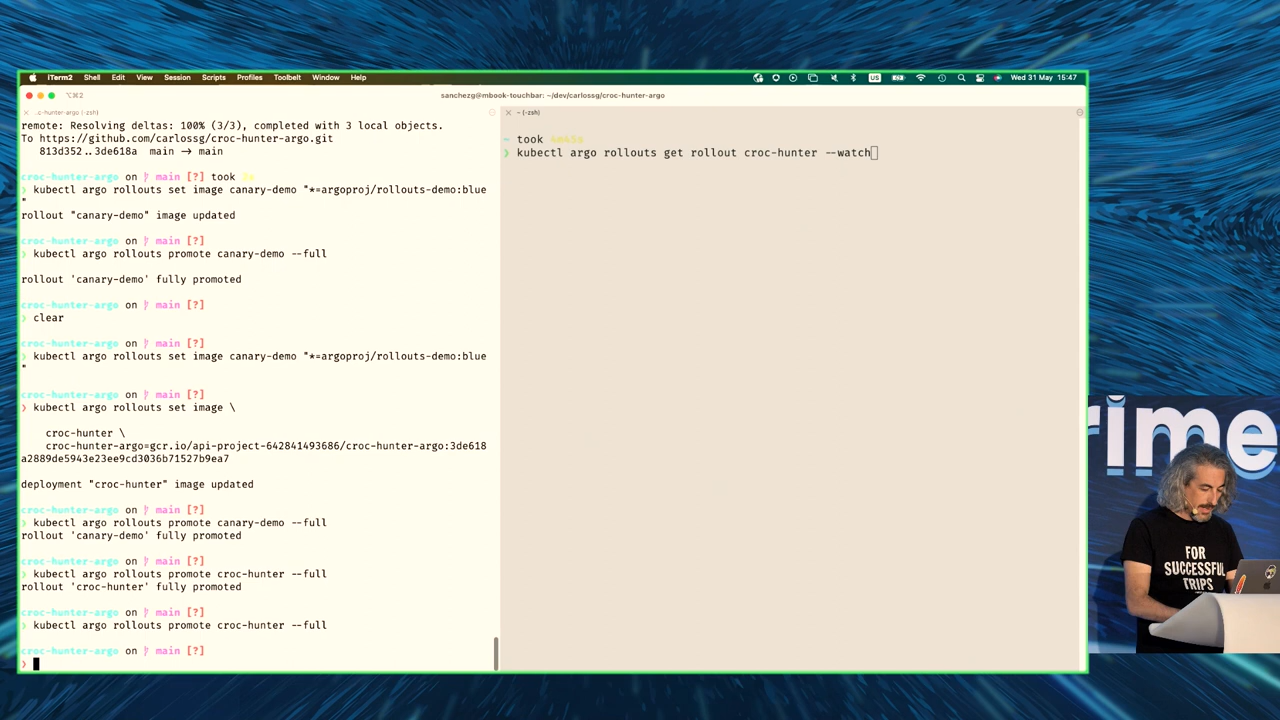 iTerm2 Shell Edit View Session Scripts Profiles Toolbelt Window Help
US
Wed 31 May 15:47
⌥⌘2
sanchezg@mbook-touchbar: ~/dev/carlossg/croc-hunter-argo
..c-hunter-argo (-zsh)
remote: Resolving deltas: 100% (3/3), completed with 3 local objects.
To https://github.com/carlossg/croc-hunter-argo.git
813d352..3de618a main → main
croc-hunter-argo on main [?] took
❯ kubectl argo rollouts set image canary-demo "*=argoproj/rollouts-demo:blue
"
rollout "canary-demo" image updated
croc-hunter-argo on main [?]
❯ kubectl argo rollouts promote canary-demo --full
rollout 'canary-demo' fully promoted
croc-hunter-argo on main [?]
❯ clear
croc-hunter-argo on main [?]
❯ kubectl argo rollouts set image canary-demo "*=argoproj/rollouts-demo:blue
"
croc-hunter-argo on main [?]
❯ kubectl argo rollouts set image \
croc-hunter \
croc-hunter-argo=gcr.io/api-project-642841493686/croc-hunter-argo:3de618
a2889de5943e23ee9cd3036b71527b9ea7
deployment "croc-hunter" image updated
croc-hunter-argo on main [?]
❯ kubectl argo rollouts promote canary-demo --full
rollout 'canary-demo' fully promoted
croc-hunter-argo on main [?]
❯ kubectl argo rollouts promote croc-hunter --full
rollout 'croc-hunter' fully promoted
croc-hunter-argo on main [?]
❯ kubectl argo rollouts promote croc-hunter --full
croc-hunter-argo on main [?]
❯
~ (-zsh)
~ took 4m45s
❯ kubectl argo rollouts get rollout croc-hunter --watch
rime
FOR
SUCCESSFUL
TRIPS